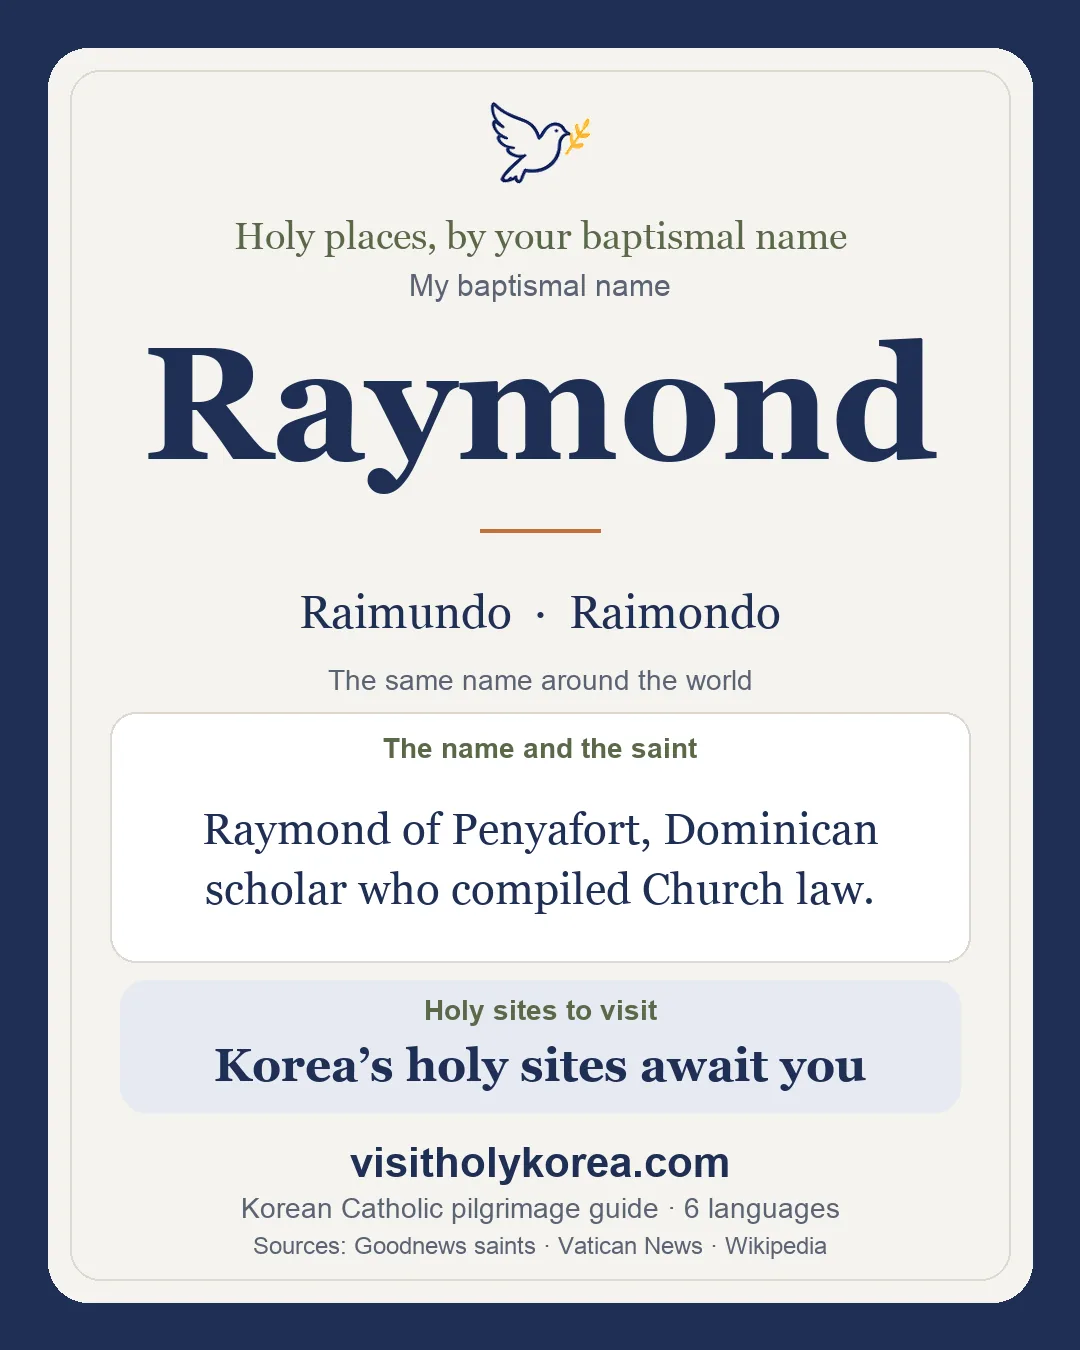 Holy places, by your baptismal name
My baptismal name
Raymond
Raimundo · Raimondo
The same name around the world
The name and the saint
Raymond of Penyafort, Dominican
scholar who compiled Church law.
Holy sites to visit
Korea’s holy sites await you
visitholykorea.com
Korean Catholic pilgrimage guide · 6 languages
Sources: Goodnews saints · Vatican News · Wikipedia